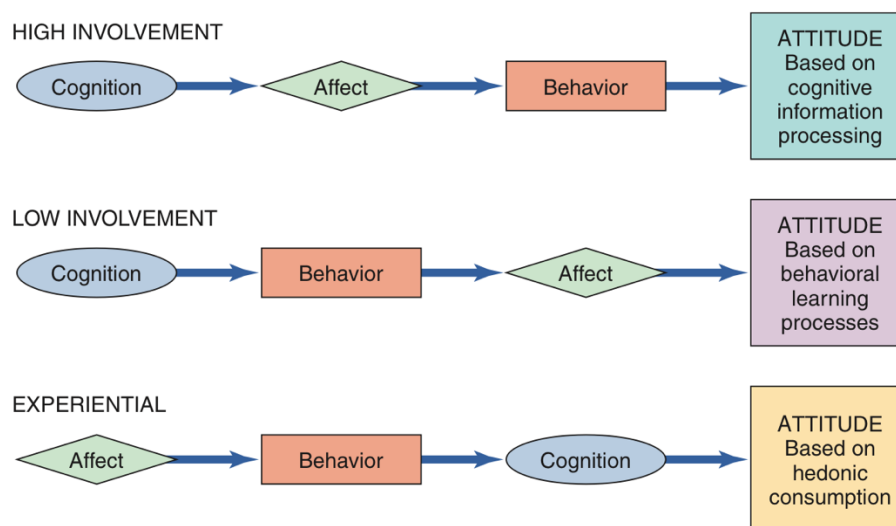 HIGH INVOLVEMENT
Cognition
Affect
Behavior
ATTITUDE
Based on
cognitive
information
processing
LOW INVOLVEMENT
Cognition
Behavior
Affect
ATTITUDE
Based on
behavioral
learning
processes
EXPERIENTIAL
Affect
Behavior
Cognition
ATTITUDE
Based on
hedonic
consumption